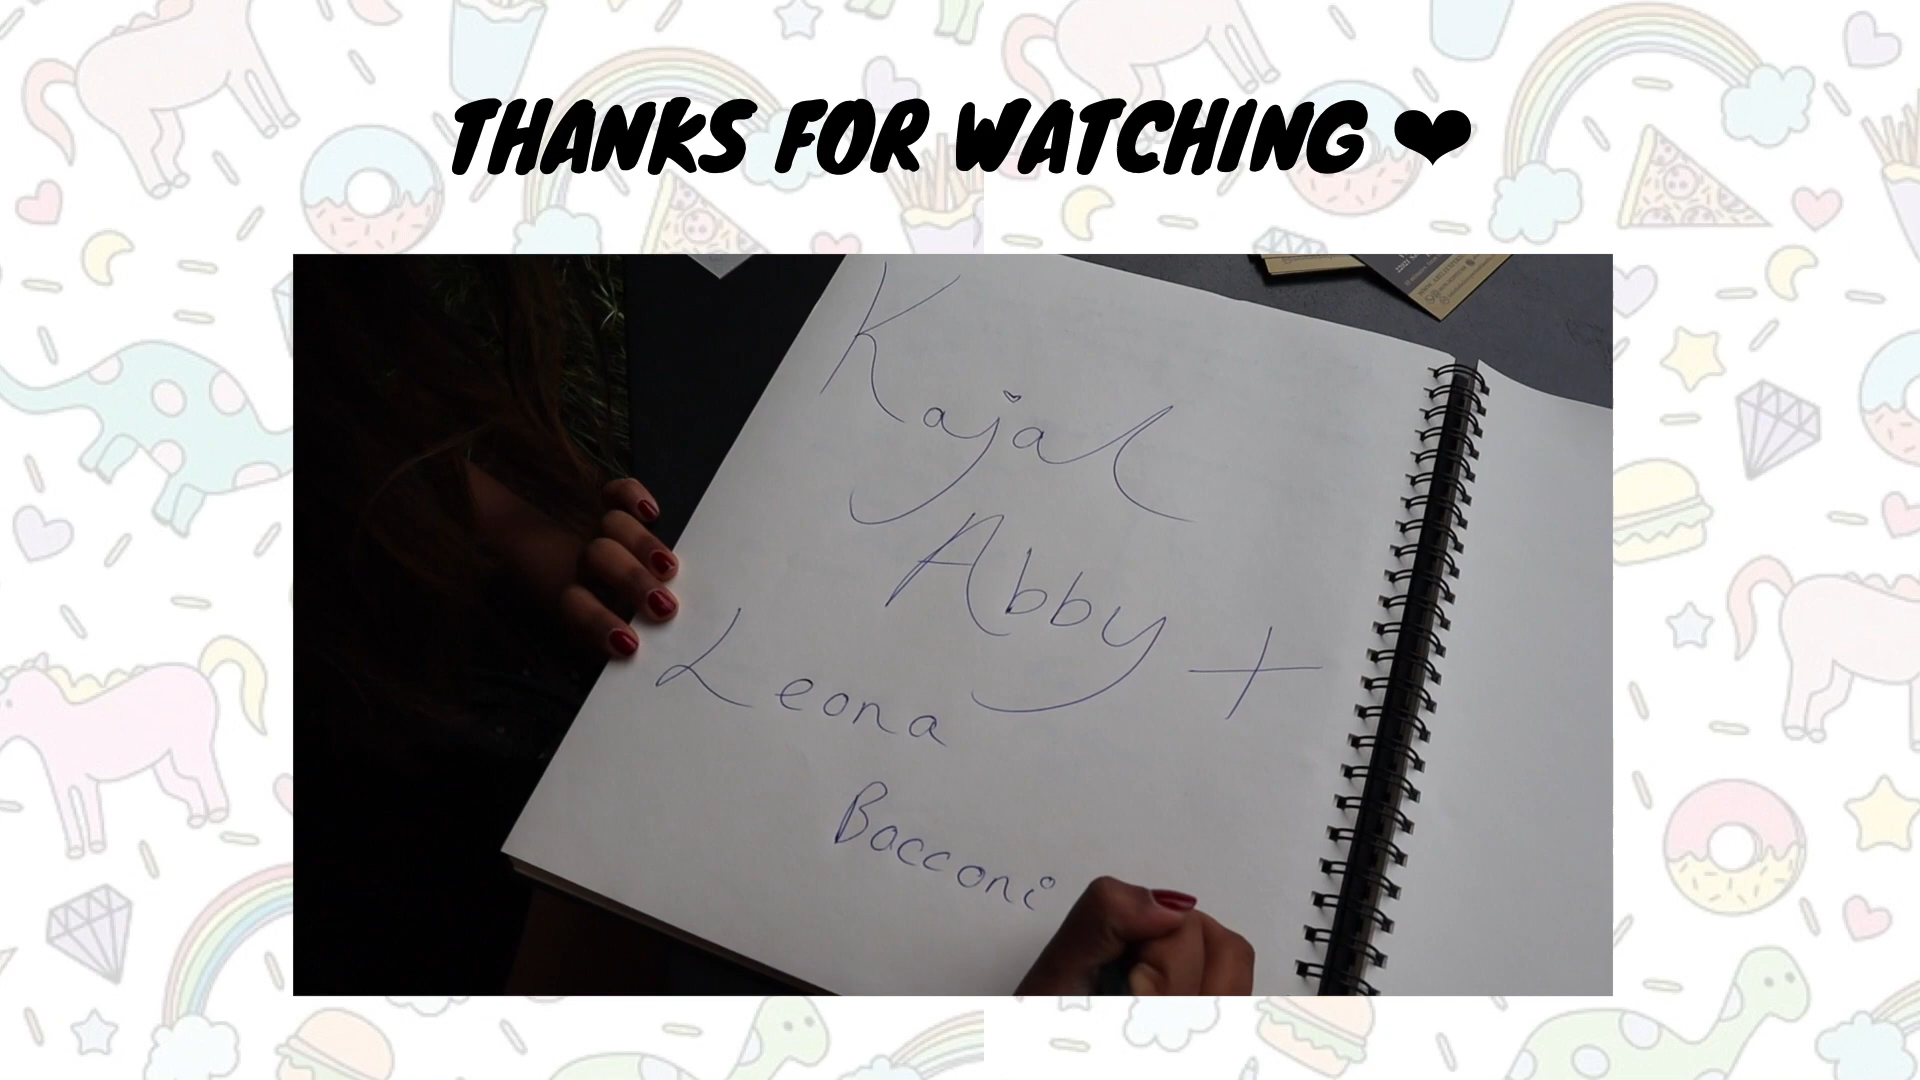 THANKS FOR WATCHING ❤
Kajal
Abby +
Leona
Bacconi